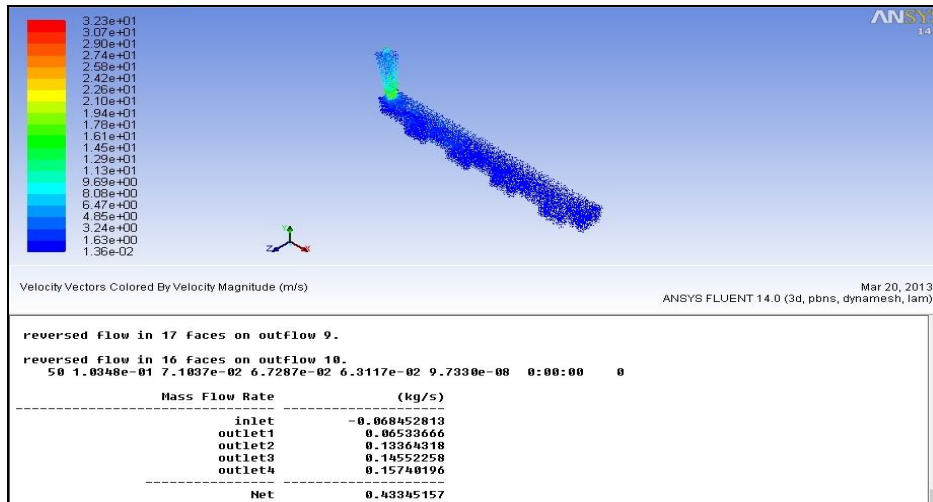 ANSYS
14
3.23e+01
3.07e+01
2.90e+01
2.74e+01
2.58e+01
2.42e+01
2.26e+01
2.10e+01
1.94e+01
1.78e+01
1.61e+01
1.45e+01
1.29e+01
1.13e+01
9.69e+00
8.08e+00
6.47e+00
4.85e+00
3.24e+00
1.63e+00
1.36e-02
Y
Z X
Velocity Vectors Colored By Velocity Magnitude (m/s)
Mar 20, 2013
ANSYS FLUENT 14.0 (3d, pbns, dynamesh, lam)
reversed flow in 17 faces on outflow 9.
reversed flow in 16 faces on outflow 10.
50 1.0348e-01 7.1037e-02 6.7287e-02 6.3117e-02 9.7330e-08 0:00:00 0
Mass Flow Rate (kg/s)
-------------------------------- --------------------
inlet -0.068452813
outlet1 0.06533666
outlet2 0.13364318
outlet3 0.14552258
outlet4 0.15740196
---------------- --------------------
Net 0.43345157